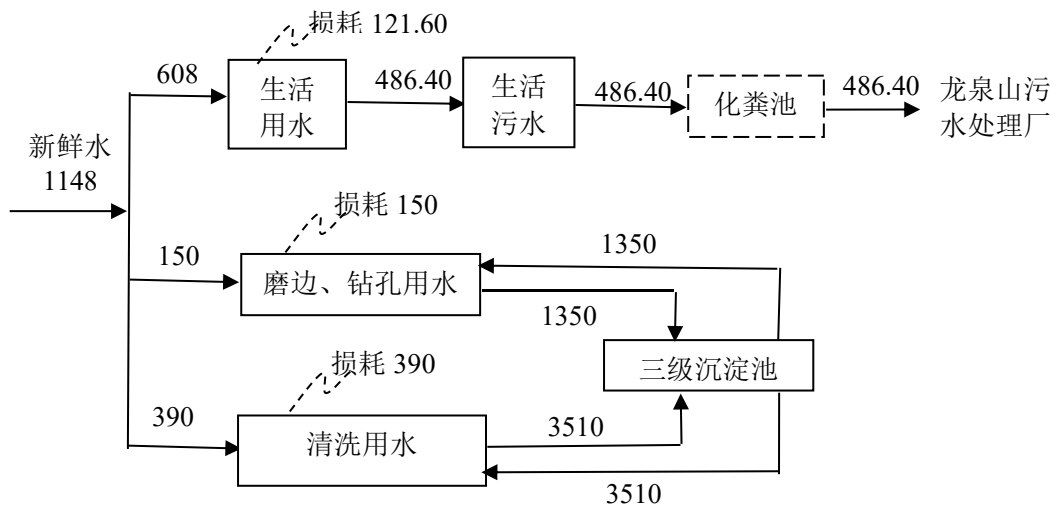 损耗 121.60
608
生活
用水
486.40
生活
污水
486.40
化粪池
486.40
龙泉山污
水处理厂
新鲜水
1148
损耗 150
150
磨边、钻孔用水
1350
1350
三级沉淀池
损耗 390
390
清洗用水
3510
3510